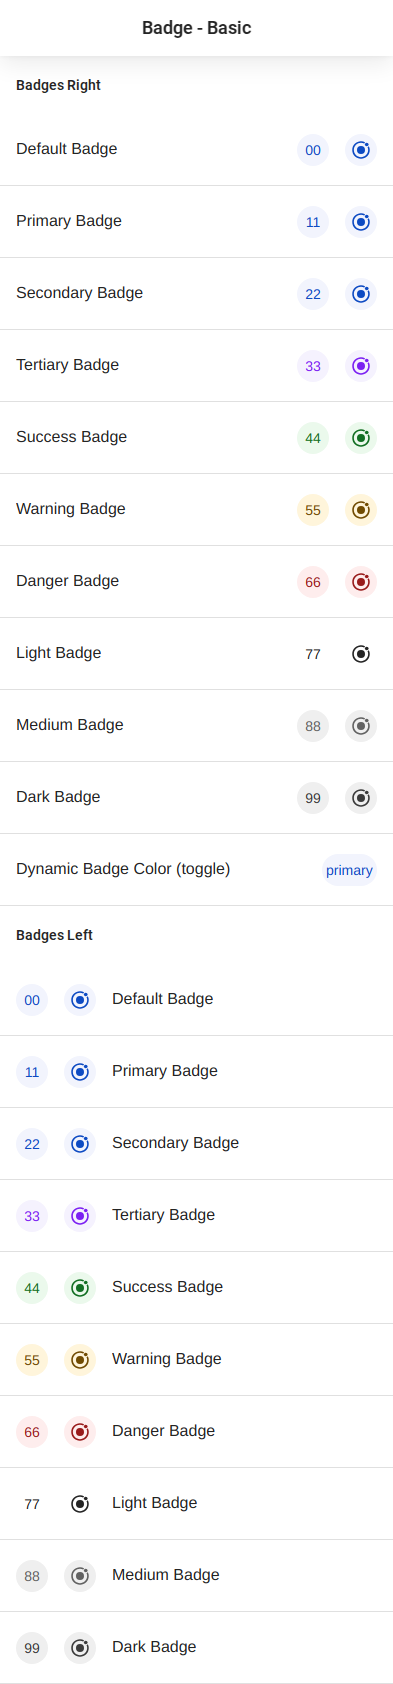 Badge - Basic
Badges Right
Default Badge 00
Primary Badge 11
Secondary Badge 22
Tertiary Badge 33
Success Badge 44
Warning Badge 55
Danger Badge 66
Light Badge 77
Medium Badge 88
Dark Badge 99
Dynamic Badge Color (toggle) primary
Badges Left
00 Default Badge
11 Primary Badge
22 Secondary Badge
33 Tertiary Badge
44 Success Badge
55 Warning Badge
66 Danger Badge
77 Light Badge
88 Medium Badge
99 Dark Badge